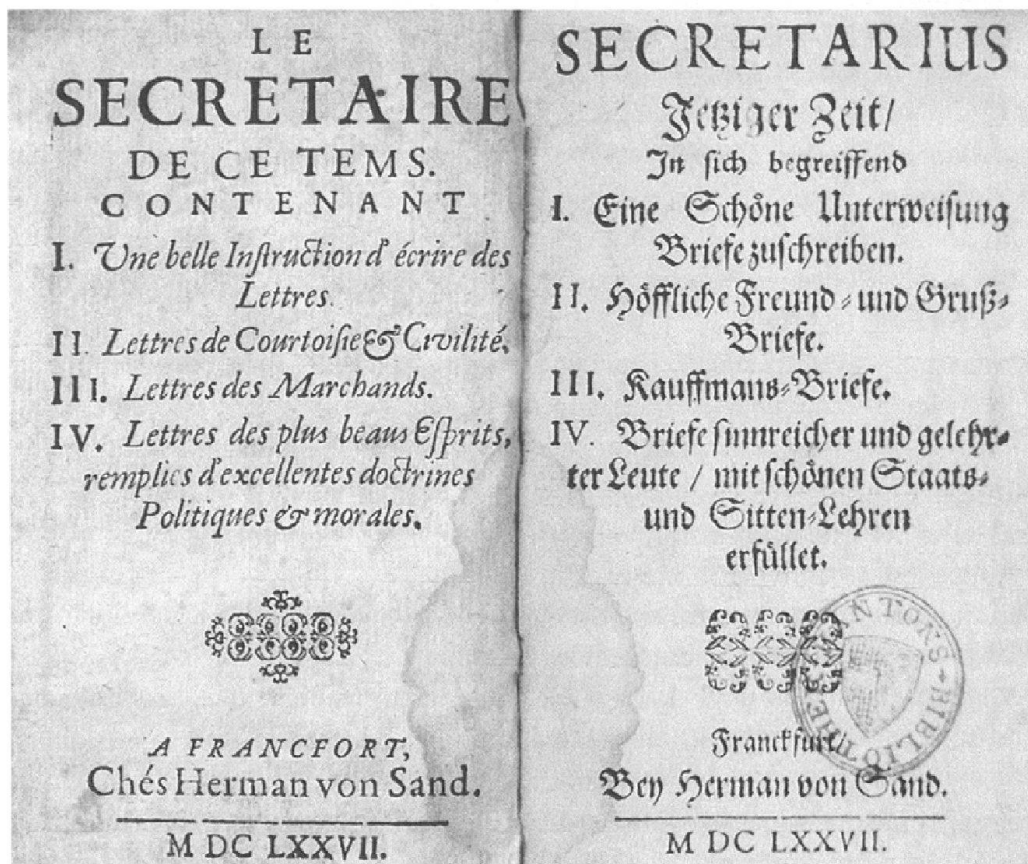 LE
SECRETAIRE
DE CE TEMS.
CONTENANT
I. Une belle Inſtruction d' écrire des
Lettres.
II. Lettres de Courtoiſie & Civilité.
III. Lettres des Marchands.
IV. Lettres des plus beaus Eſprits,
remplies d'excellentes doctrines
Politiques & morales.
A FRANCFORT,
Chés Herman von Sand.
M DC LXXVII.
SECRETARIUS
Jetziger Zeit/
In ſich begreiffend
I. Eine Schöne Unterweiſung
Briefe zuſchreiben.
II. Höffliche Freund- und Gruß-
Briefe.
III. Kauffmans-Briefe.
IV. Briefe ſinnreicher und gelehr-
ter Leute / mit ſchönen Staats-
und Sitten-Lehren
erfüllet.
Franckfurt/
Bey Herman von Sand.
M DC LXXVII.
KANTONS-BIBLIOTHEK